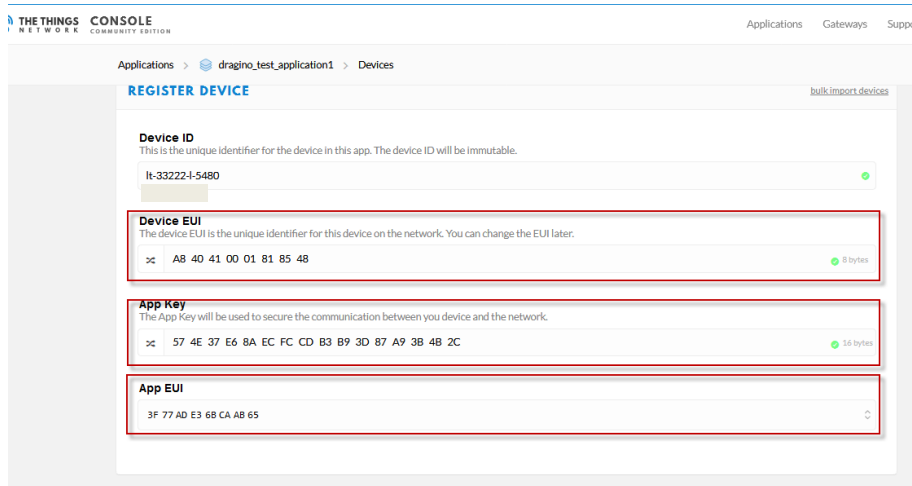 THE THINGS NETWORK CONSOLE COMMUNITY EDITION
Applications Gateways
Applications > dragino_test_application1 > Devices
REGISTER DEVICE bulk import devices
Device ID
This is the unique identifier for the device in this app. The device ID will be immutable.
lt-33222-l-5480
Device EUI
The device EUI is the unique identifier for this device on the network. You can change the EUI later.
A8 40 41 00 01 81 85 48 8 bytes
App Key
The App Key will be used to secure the communication between you device and the network.
57 4E 37 E6 8A EC FC CD B3 B9 3D 87 A9 3B 4B 2C 16 bytes
App EUI
3F 77 AD E3 6B CA AB 65